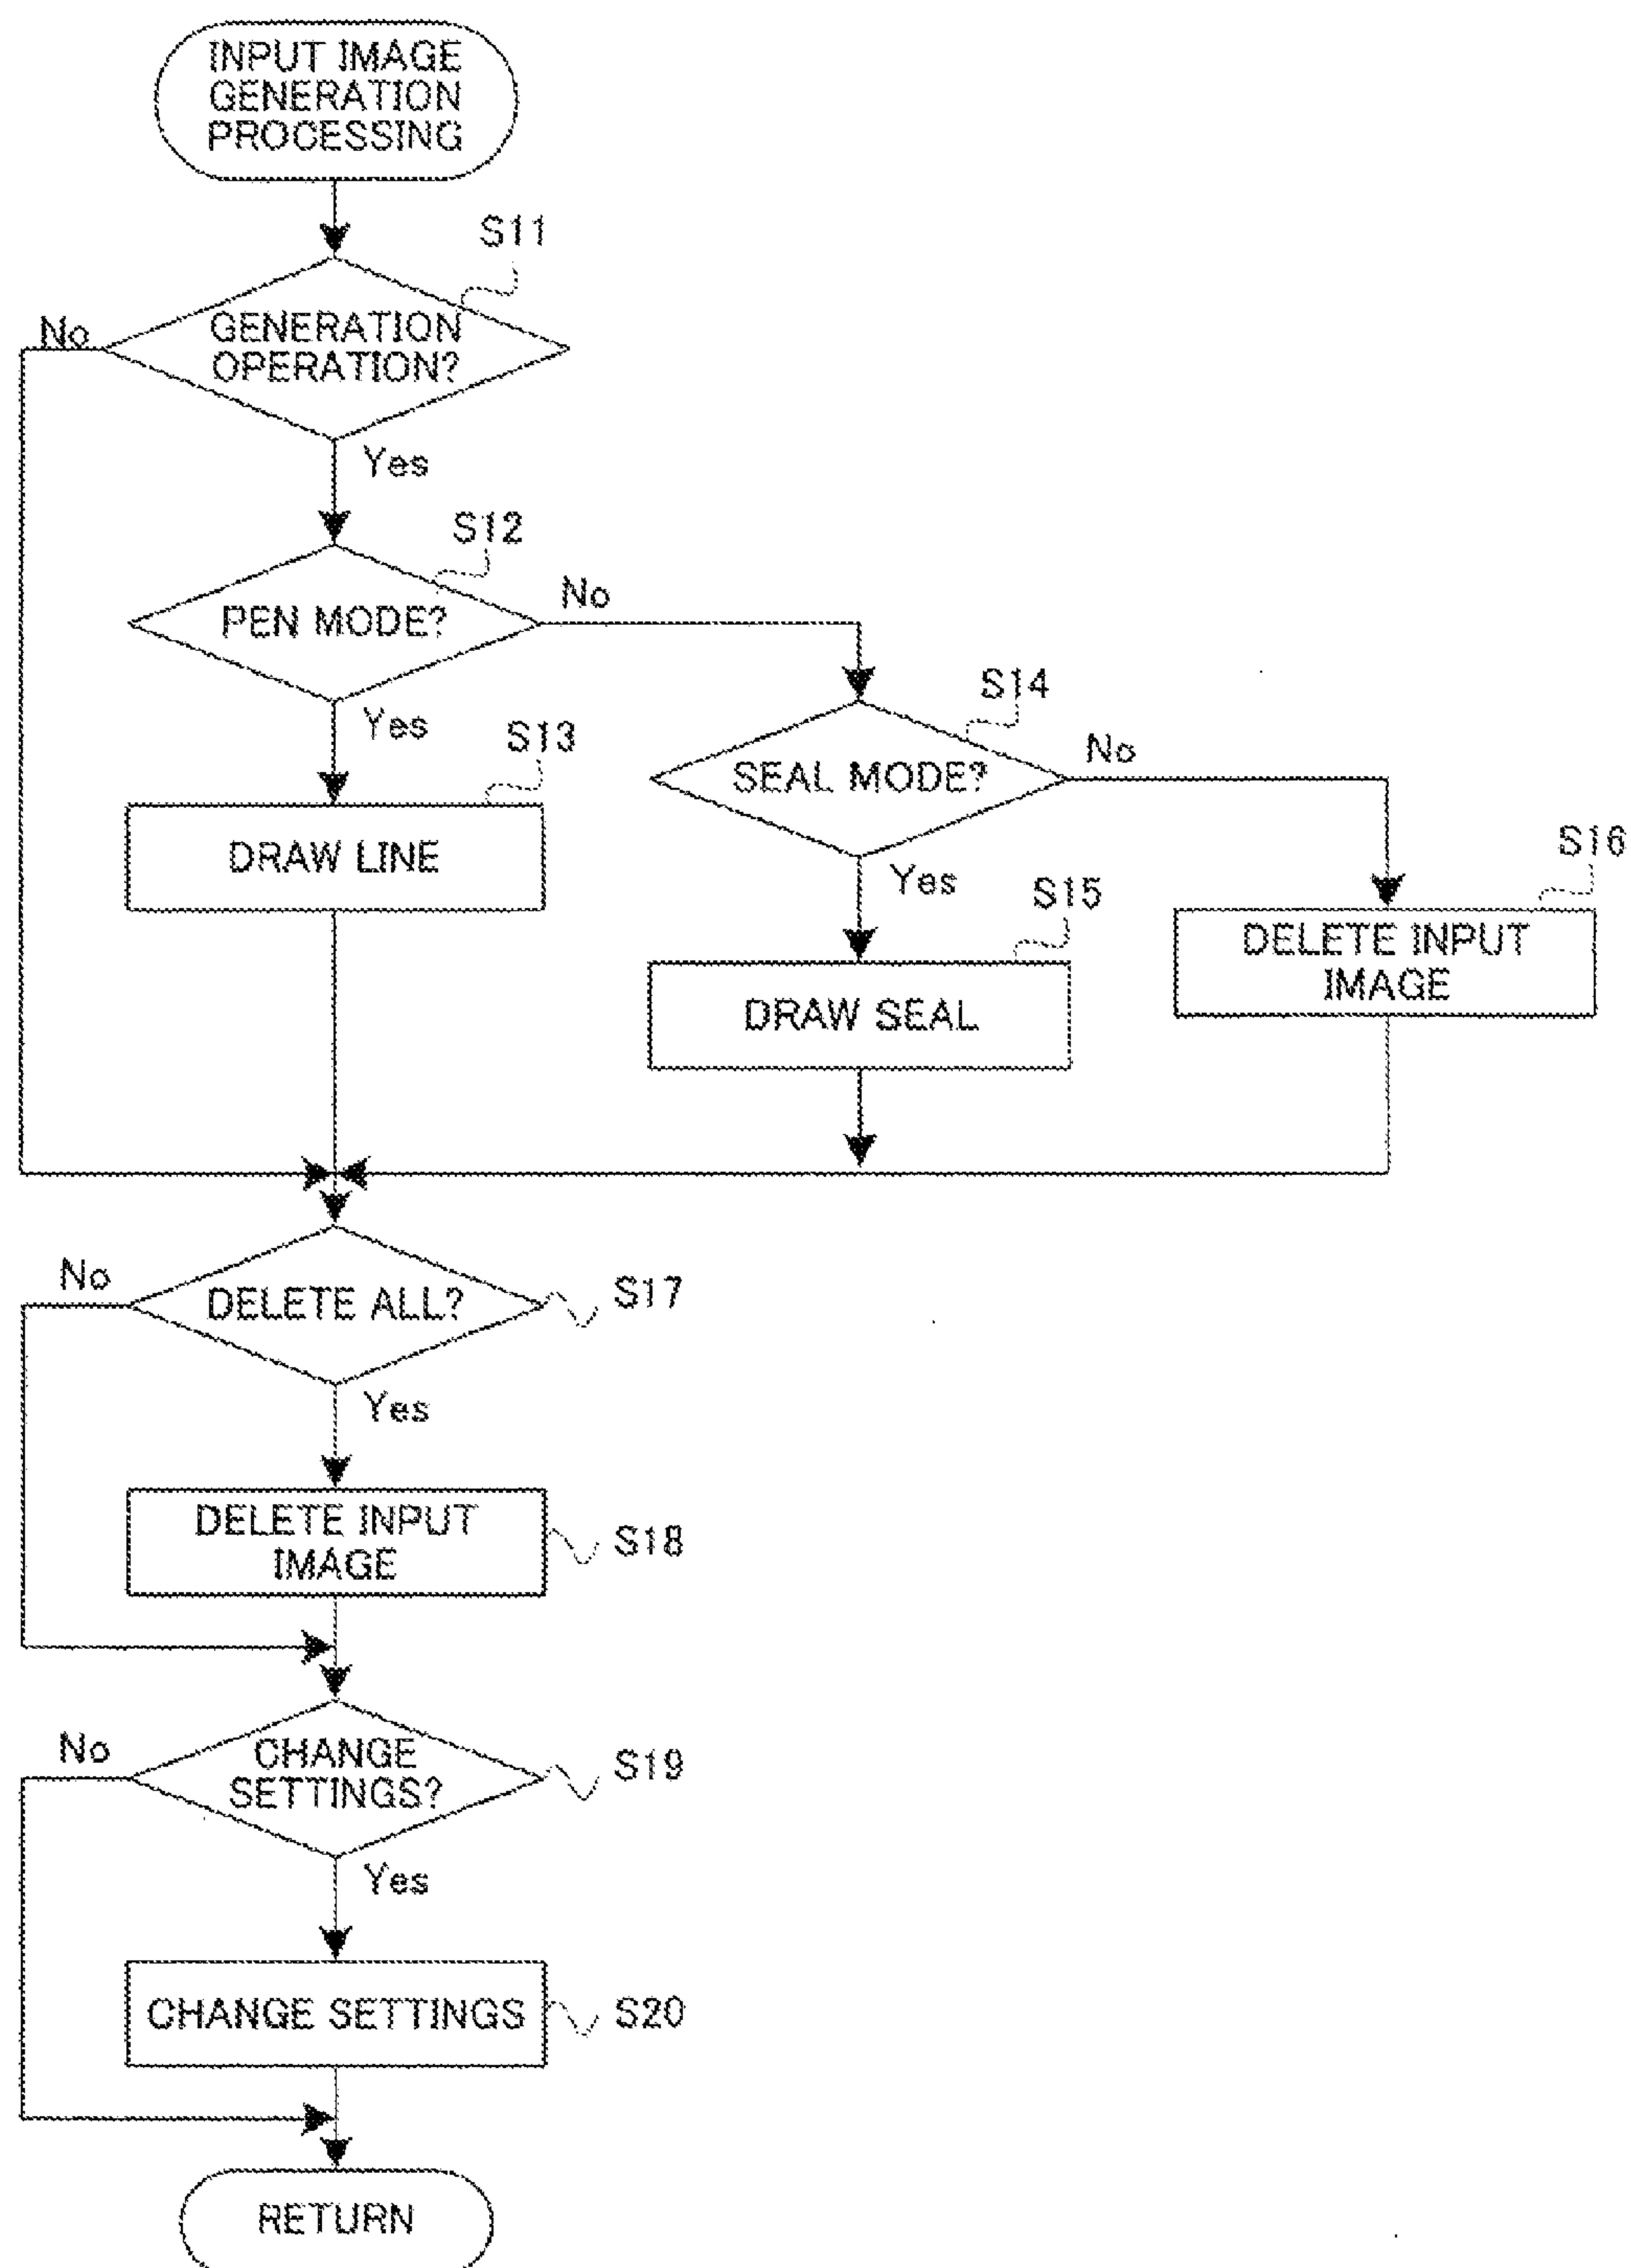 INPUT IMAGE
GENERATION
PROCESSING
S11
No
GENERATION
OPERATION?
Yes
S12
No
PEN MODE?
Yes
S14
S13
No
SEAL MODE?
DRAW LINE
S16
Yes
S15
DELETE INPUT
IMAGE
DRAW SEAL
No
DELETE ALL?
S17
Yes
DELETE INPUT
IMAGE
S18
No
CHANGE
SETTINGS?
S19
Yes
CHANGE SETTINGS
S20
RETURN